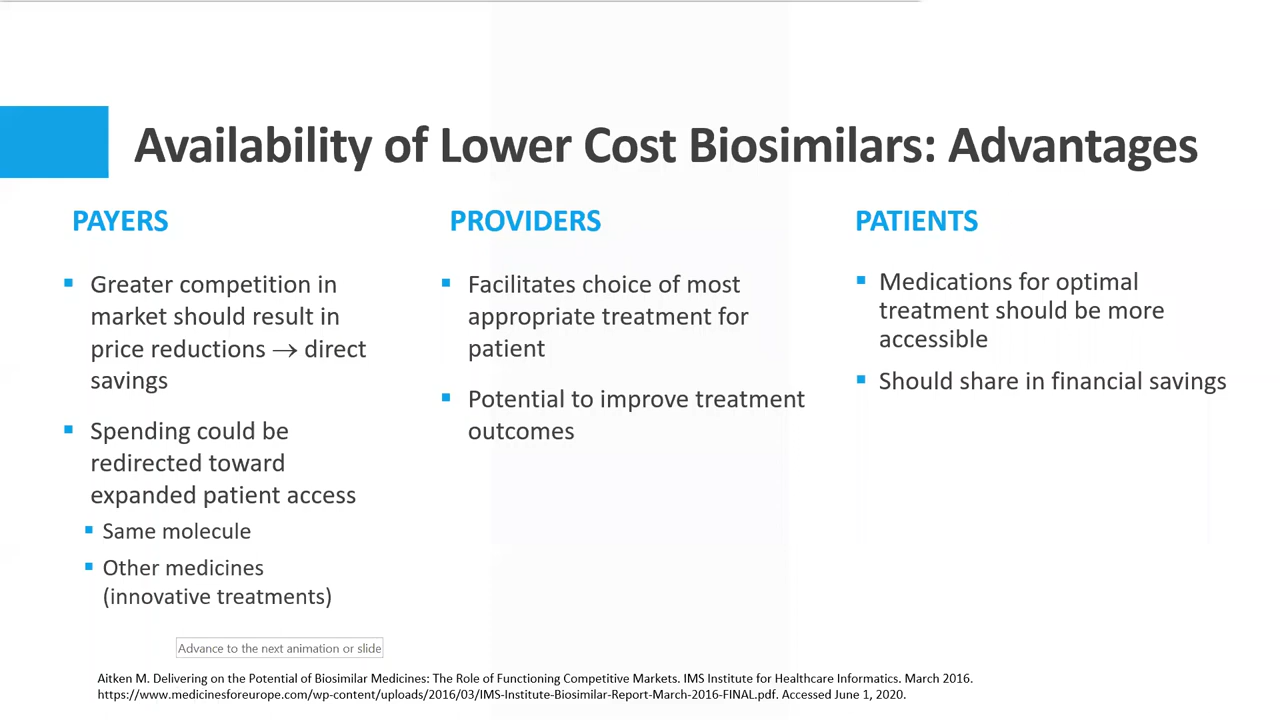 Availability of Lower Cost Biosimilars: Advantages
PAYERS
Greater competition in
market should result in
price reductions → direct
savings
Spending could be
redirected toward
expanded patient access
Same molecule
Other medicines
(innovative treatments)
PROVIDERS
Facilitates choice of most
appropriate treatment for
patient
Potential to improve treatment
outcomes
PATIENTS
Medications for optimal
treatment should be more
accessible
Should share in financial savings
Advance to the next animation or slide
Aitken M. Delivering on the Potential of Biosimilar Medicines: The Role of Functioning Competitive Markets. IMS Institute for Healthcare Informatics. March 2016.
https://www.medicinesforeurope.com/wp-content/uploads/2016/03/IMS-Institute-Biosimilar-Report-March-2016-FINAL.pdf. Accessed June 1, 2020.